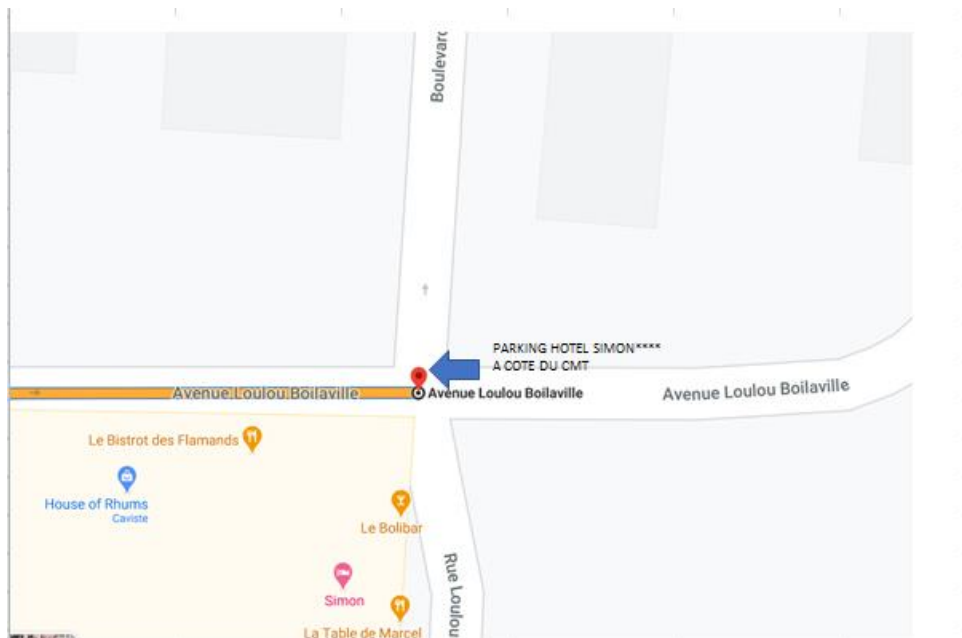 Boulevard
PARKING HOTEL SIMON****
A COTE DU CMT
Avenue Loulou Boilaville
Avenue Loulou Boilaville
Avenue Loulou Boilaville
Le Bistrot des Flamands
House of Rhums
Caviste
Le Bolibar
Rue Loulou
Simon
La Table de Marcel